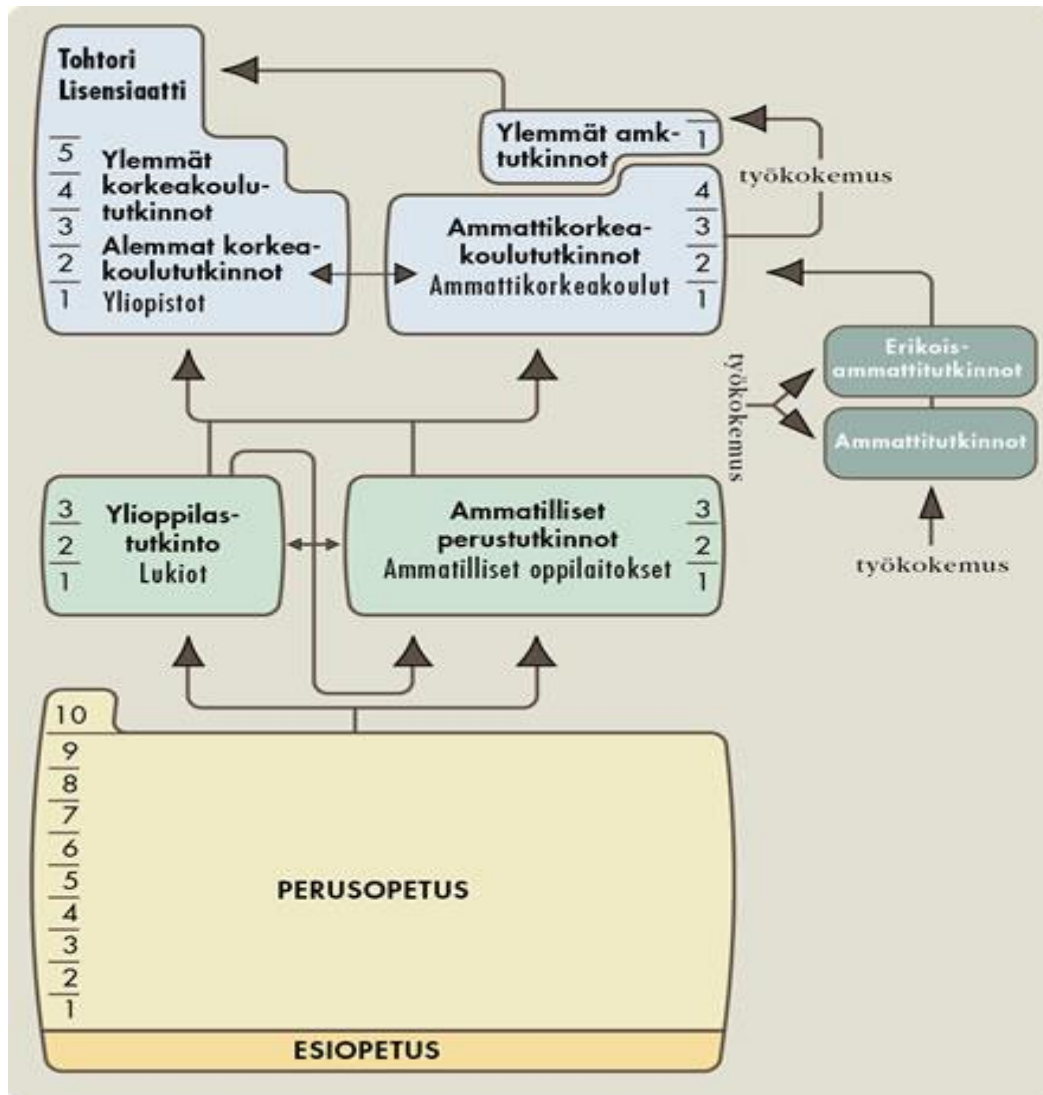 Tohtori
Lisensiaatti
5
4
3
2
1
Ylemmät
korkeakoulu-
tutkinnot
Alemmat korkea-
koulututkinnot
Yliopistot
Ylemmät amk-
tutkinnot
1
työkokemus
Ammattikorkea-
koulututkinnot
Ammattikorkeakoulut
4
3
2
1
työkokemus
Erikois-
ammattitutkinnot
Ammattitutkinnot
työkokemus
3
2
1
Ylioppilas-
tutkinto
Lukiot
Ammatilliset
perustutkinnot
Ammatilliset oppilaitokset
3
2
1
10
9
8
7
6
5
4
3
2
1
PERUSOPETUS
ESIOPETUS